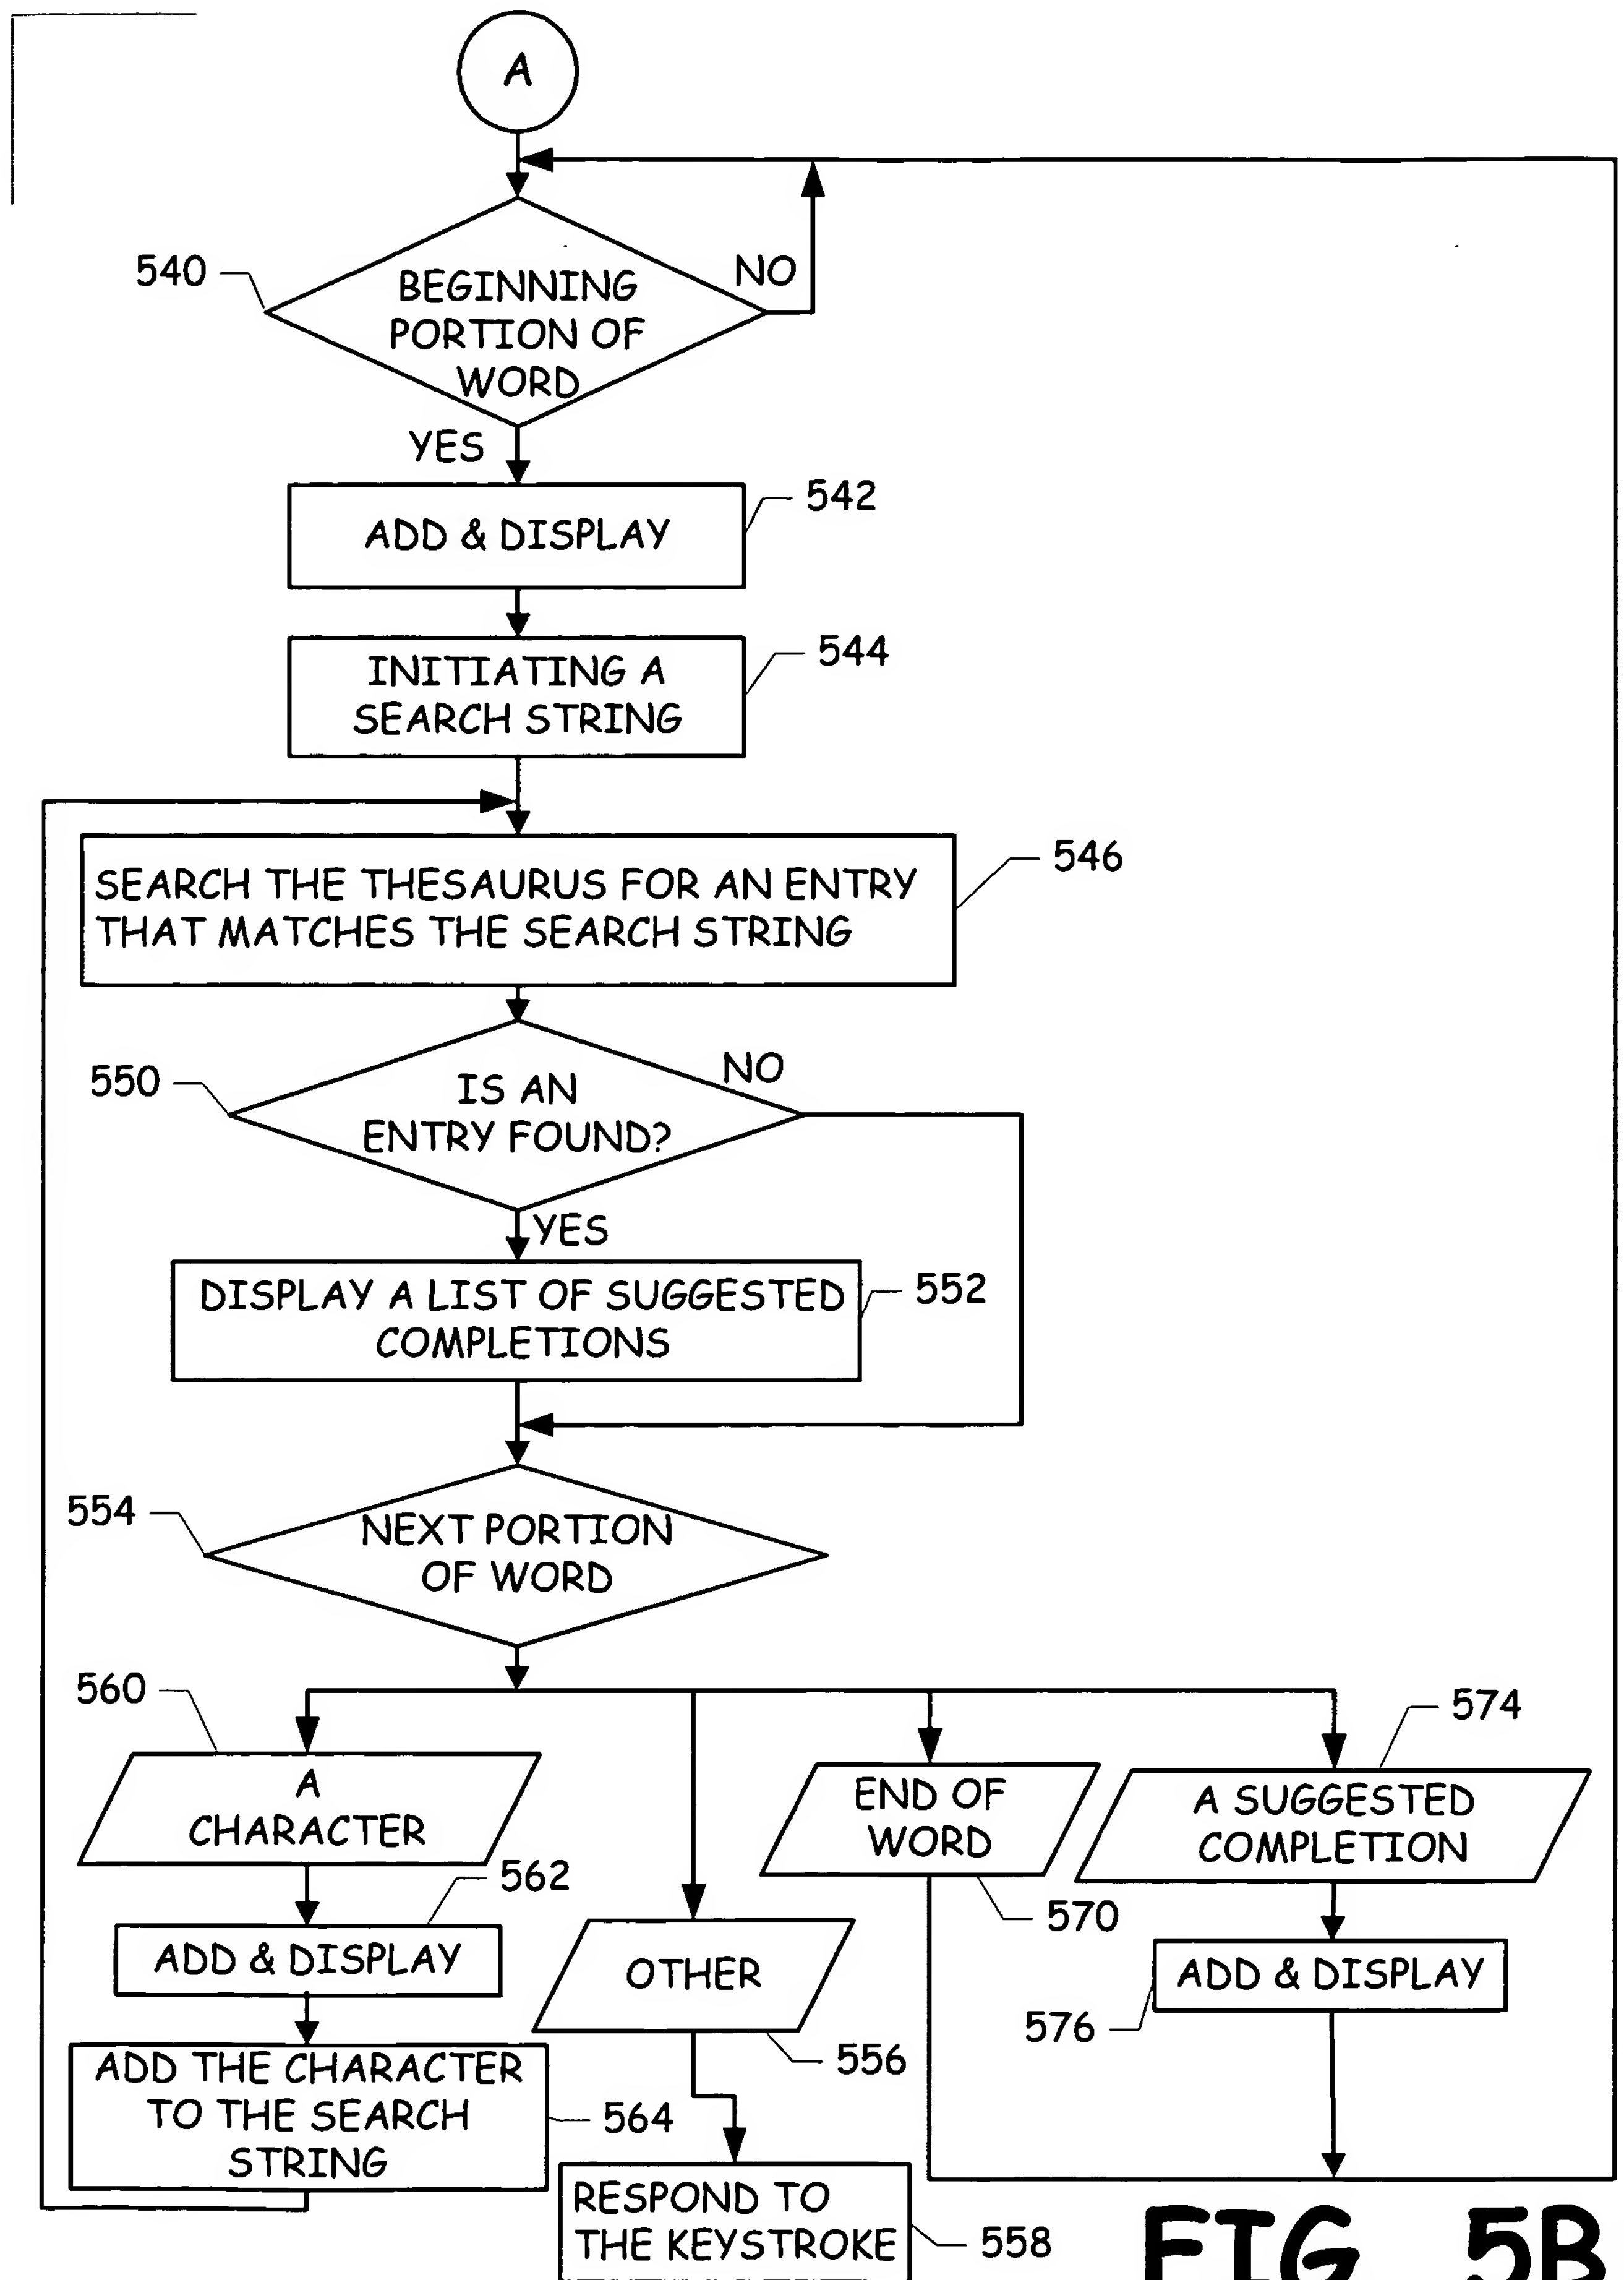 A
540
BEGINNING
PORTION OF
WORD
NO
YES
ADD & DISPLAY
542
INITIATING A
SEARCH STRING
544
SEARCH THE THESAURUS FOR AN ENTRY
THAT MATCHES THE SEARCH STRING
546
550
IS AN
ENTRY FOUND?
NO
YES
DISPLAY A LIST OF SUGGESTED
COMPLETIONS
552
554
NEXT PORTION
OF WORD
560
A
CHARACTER
562
ADD & DISPLAY
ADD THE CHARACTER
TO THE SEARCH
STRING
564
OTHER
556
RESPOND TO
THE KEYSTROKE
558
END OF
WORD
570
574
A SUGGESTED
COMPLETION
ADD & DISPLAY
576
FIG 5B